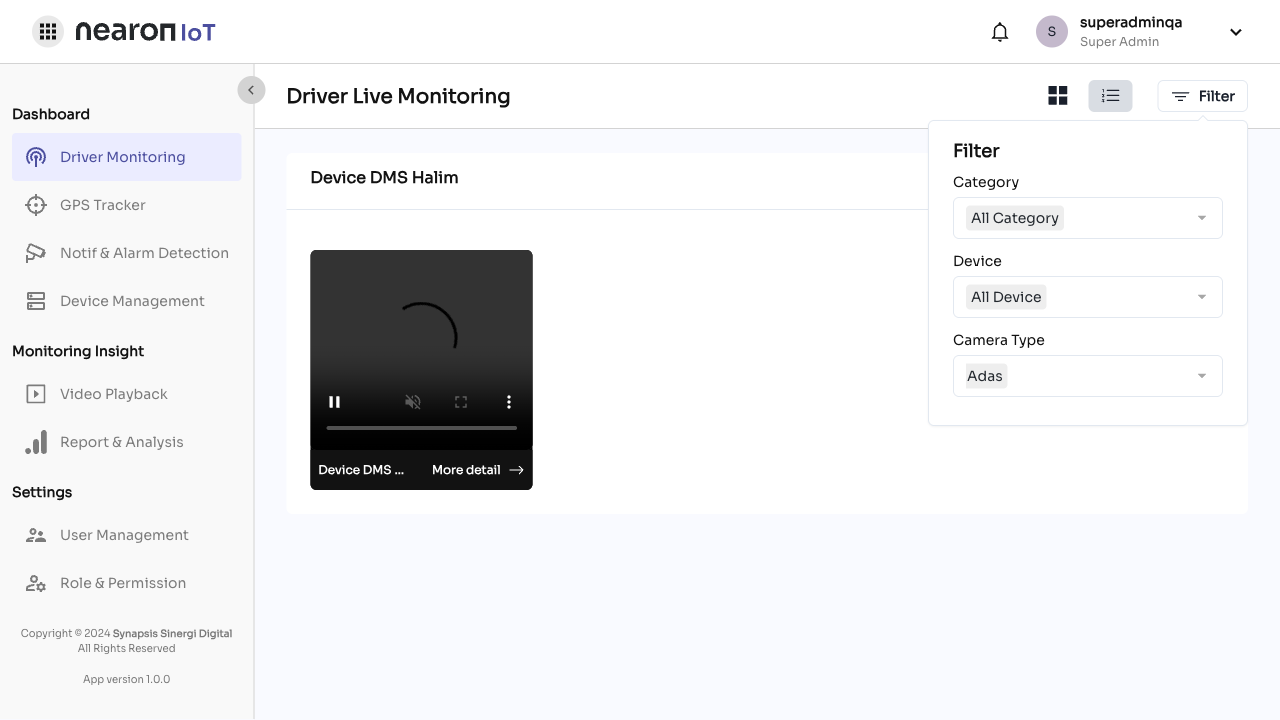 nearon IoT
S
superadminqa
Super Admin
Dashboard
Driver Monitoring
GPS Tracker
Notif & Alarm Detection
Device Management
Monitoring Insight
Video Playback
Report & Analysis
Settings
User Management
Role & Permission
Copyright © 2024 Synapsis Sinergi Digital
All Rights Reserved
App version 1.0.0
Driver Live Monitoring
Filter
Device DMS Halim
Device DMS ...
More detail
Filter
Category
All Category
Device
All Device
Camera Type
Adas